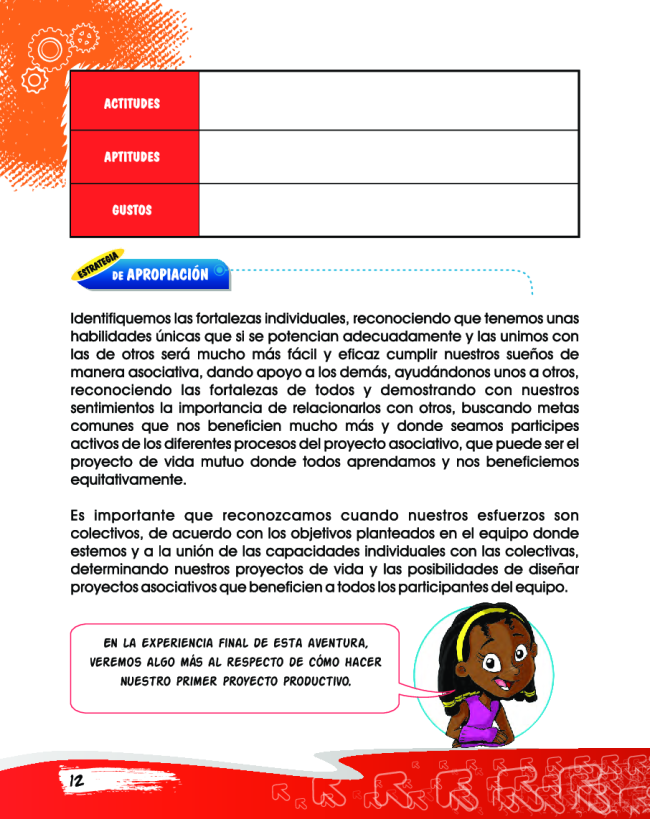 ACTITUDES
APTITUDES
GUSTOS
ESTRATEGIA
DE APROPIACIÓN
Identifiquemos las fortalezas individuales, reconociendo que tenemos unas
habilidades únicas que si se potencian adecuadamente y las unimos con
las de otros será mucho más fácil y eficaz cumplir nuestros sueños de
manera asociativa, dando apoyo a los demás, ayudándonos unos a otros,
reconociendo las fortalezas de todos y demostrando con nuestros
sentimientos la importancia de relacionarlos con otros, buscando metas
comunes que nos beneficien mucho más y donde seamos participes
activos de los diferentes procesos del proyecto asociativo, que puede ser el
proyecto de vida mutuo donde todos aprendamos y nos beneficiemos
equitativamente.
Es importante que reconozcamos cuando nuestros esfuerzos son
colectivos, de acuerdo con los objetivos planteados en el equipo donde
estemos y a la unión de las capacidades individuales con las colectivas,
determinando nuestros proyectos de vida y las posibilidades de diseñar
proyectos asociativos que beneficien a todos los participantes del equipo.
EN LA EXPERIENCIA FINAL DE ESTA AVENTURA,
VEREMOS ALGO MÁS AL RESPECTO DE CÓMO HACER
NUESTRO PRIMER PROYECTO PRODUCTIVO.
12